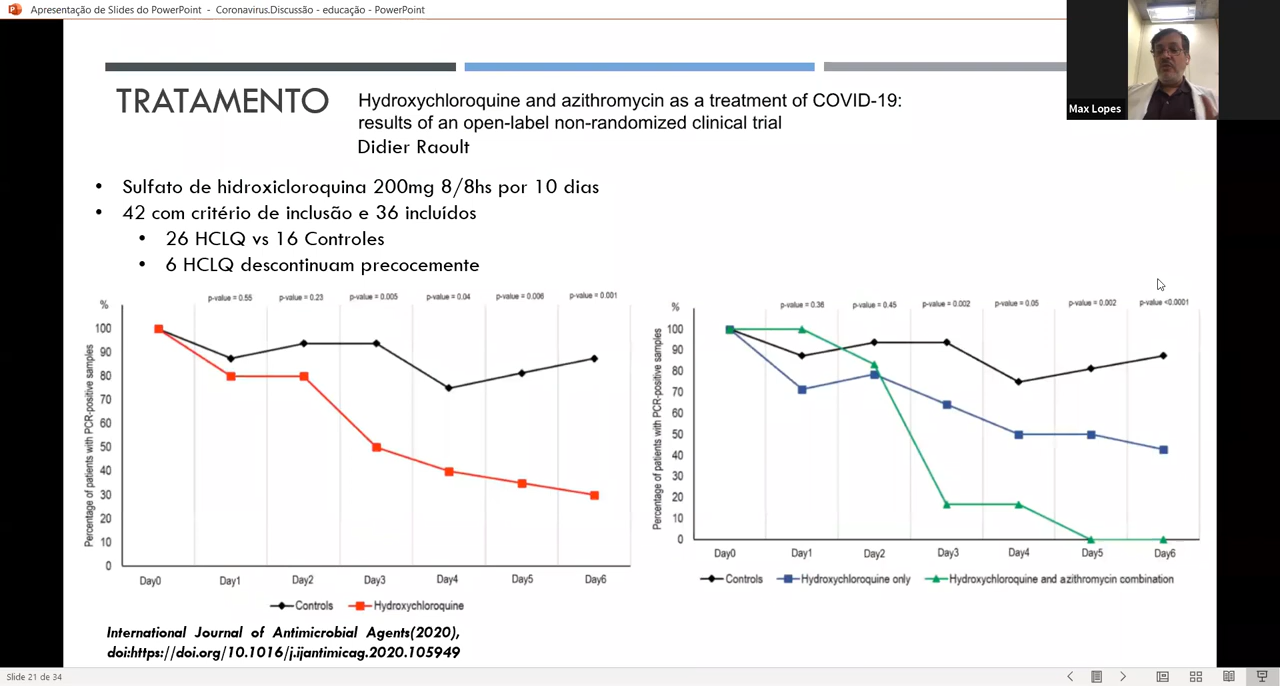 Apresentação de Slides do PowerPoint - Coronavirus.Discussão - educação - PowerPoint
Max Lopes
TRATAMENTO
Hydroxychloroquine and azithromycin as a treatment of COVID-19:
results of an open-label non-randomized clinical trial
Didier Raoult
• Sulfato de hidroxicloroquina 200mg 8/8hs por 10 dias
• 42 com critério de inclusão e 36 incluídos
• 26 HCLQ vs 16 Controles
• 6 HCLQ descontinuam precocemente
p-value = 0.55 p-value = 0.23 p-value = 0.005 p-value = 0.04 p-value = 0.006 p-value = 0.001
%
100
90
80
70
60
50
40
30
20
10
0
Percentage of patients with PCR-positive samples
Day0 Day1 Day2 Day3 Day4 Day5 Day6
Controls Hydroxychloroquine
p-value = 0.36 p-value = 0.45 p-value = 0.002 p-value = 0.05 p-value = 0.002 p-value <0.0001
%
100
90
80
70
60
50
40
30
20
10
0
Percentage of patients with PCR-positive samples
Day0 Day1 Day2 Day3 Day4 Day5 Day6
Controls Hydroxychloroquine only Hydroxychloroquine and azithromycin combination
International Journal of Antimicrobial Agents(2020),
doi:https://doi.org/10.1016/j.ijantimicag.2020.105949
Slide 21 de 34